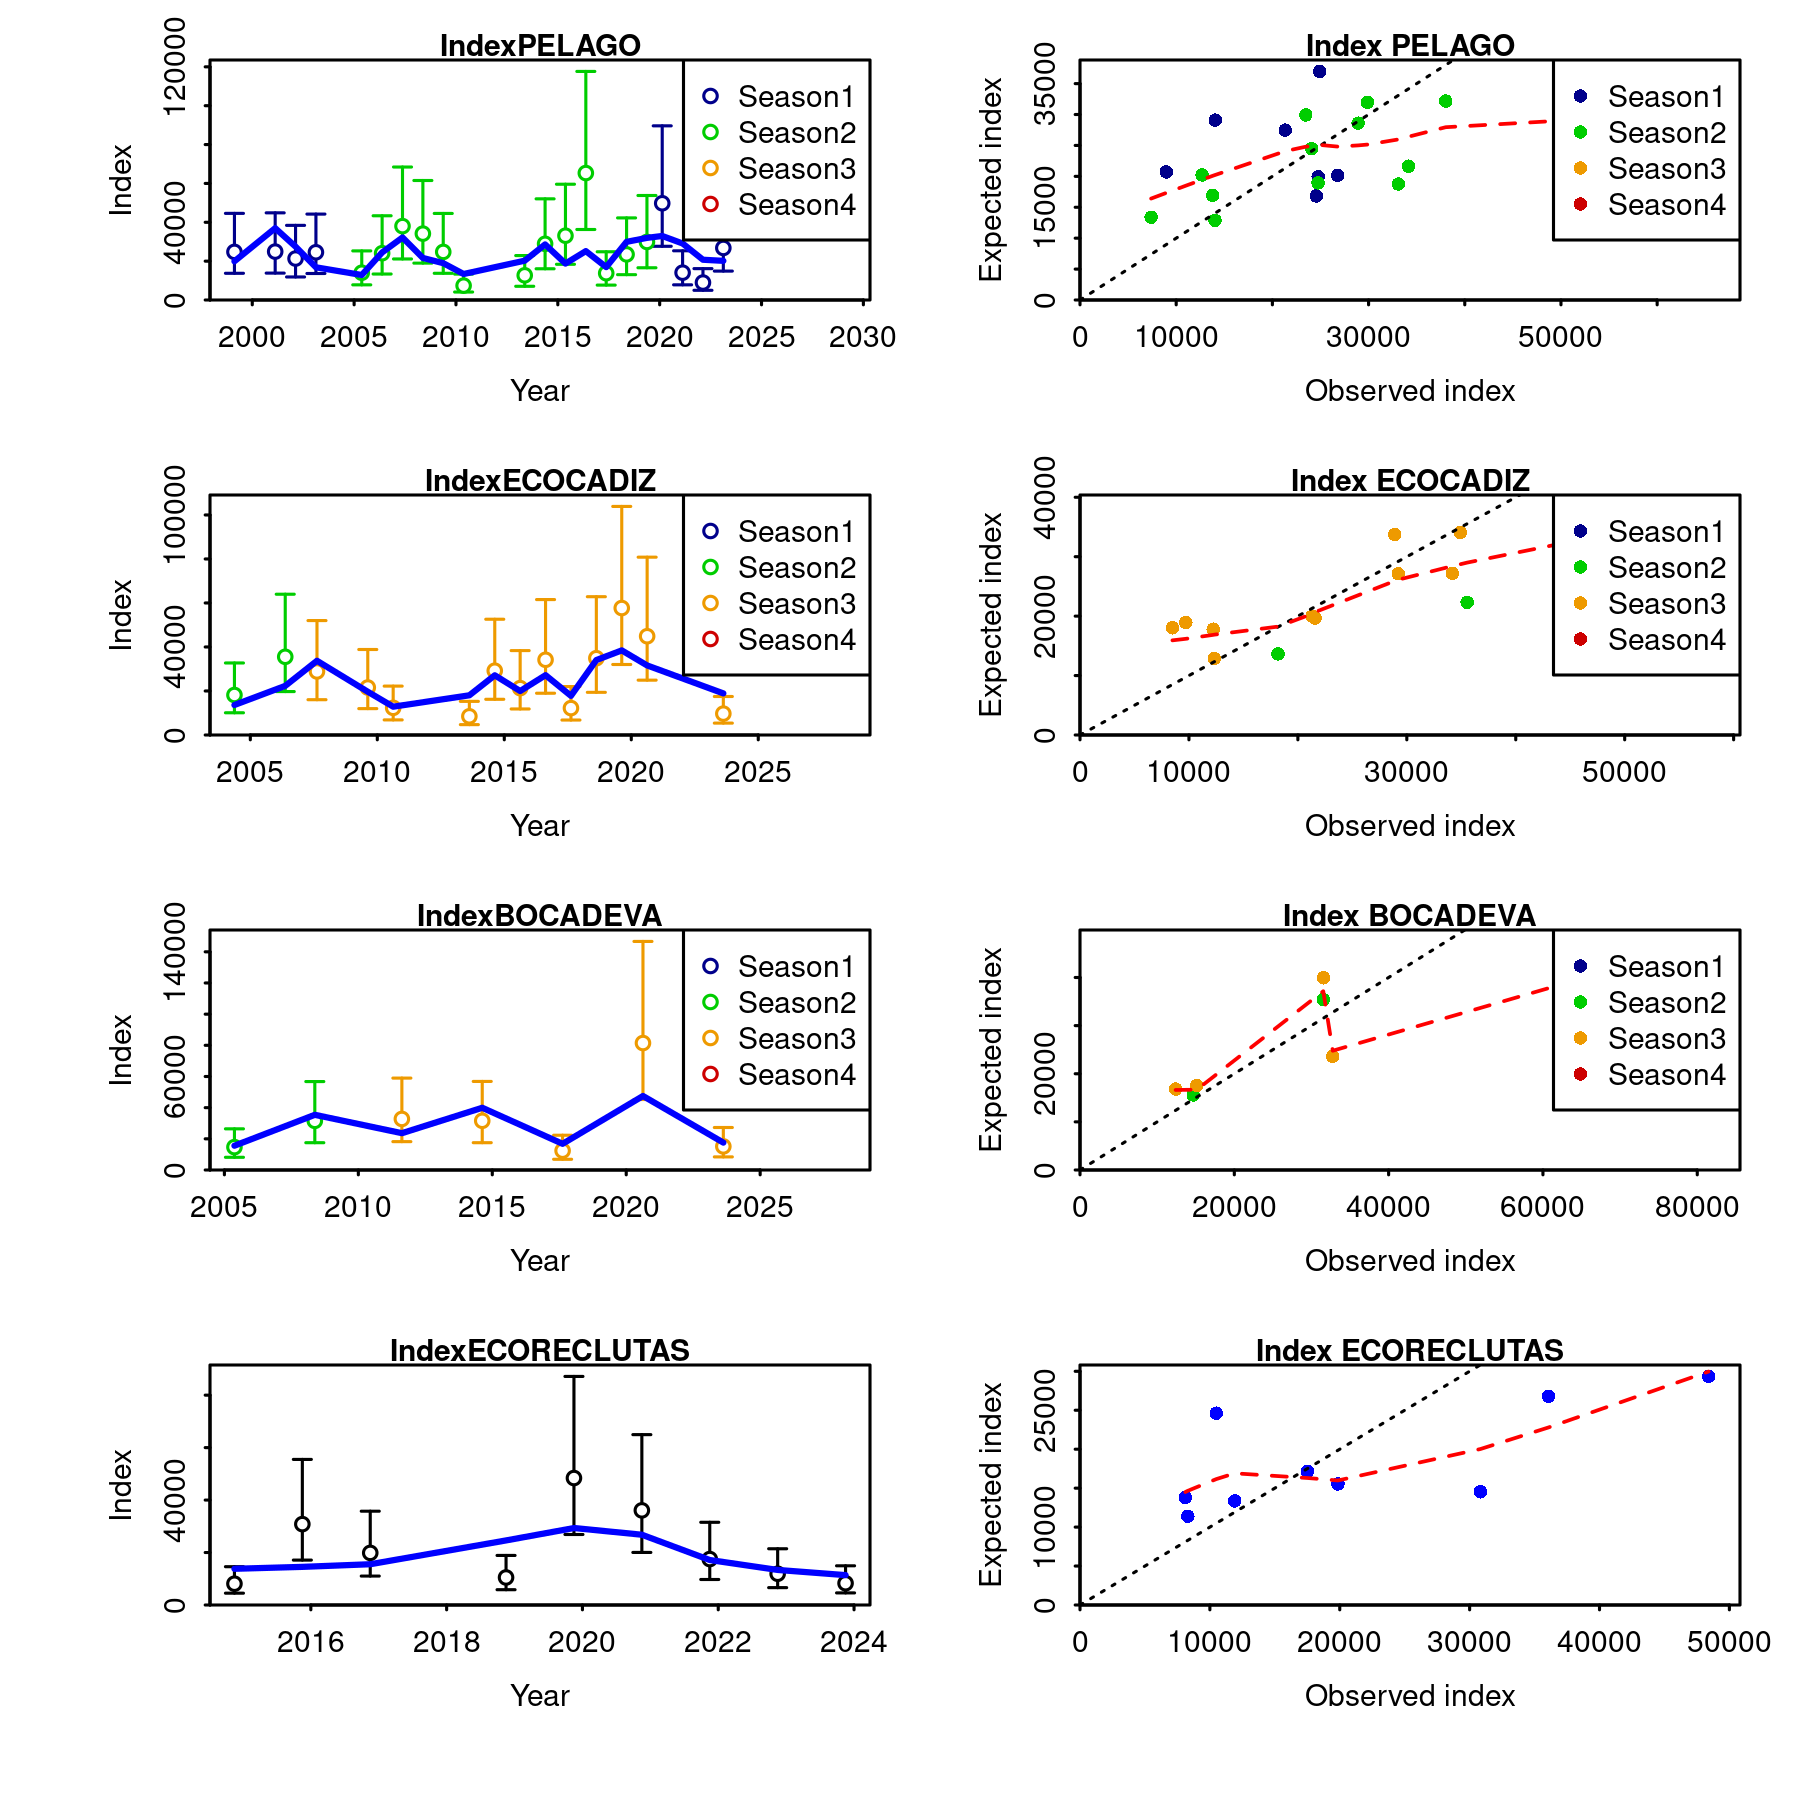 IndexPELAGO
Index
0 40000 120000
Season1
Season2
Season3
Season4
2000 2005 2010 2015 2020 2025 2030
Year
Index PELAGO
Expected index
0 15000 35000
Season1
Season2
Season3
Season4
0 10000 30000 50000
Observed index
IndexECOCADIZ
Index
0 40000 100000
Season1
Season2
Season3
Season4
2005 2010 2015 2020 2025
Year
Index ECOCADIZ
Expected index
0 20000 40000
Season1
Season2
Season3
Season4
0 10000 30000 50000
Observed index
IndexBOCADEVA
Index
0 60000 140000
Season1
Season2
Season3
Season4
2005 2010 2015 2020 2025
Year
Index BOCADEVA
Expected index
0 20000
Season1
Season2
Season3
Season4
0 20000 40000 60000 80000
Observed index
IndexECORECLUTAS
Index
0 40000
2016 2018 2020 2022 2024
Year
Index ECORECLUTAS
Expected index
0 10000 25000
0 10000 20000 30000 40000 50000
Observed index